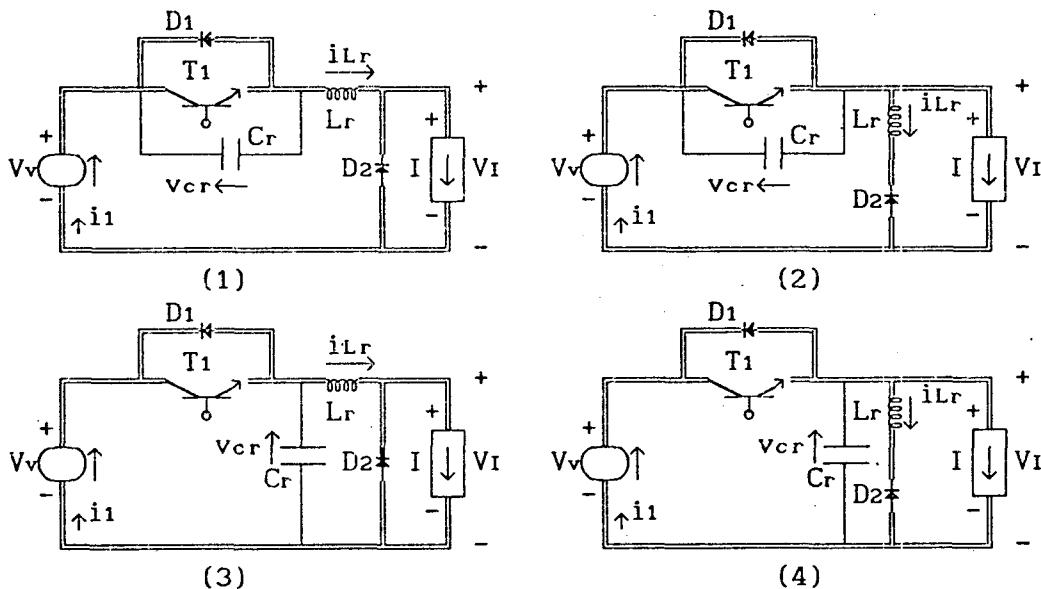 D1
iLr
T1
+
+
+
Lr
Cr
Vv
D2
I
VI
vcr
-
-
i1
-
(1)
D1
T1
+
iLr
Lr
+
+
Cr
Vv
I
VI
vcr
D2
-
-
i1
-
(2)
D1
iLr
T1
+
+
+
Lr
vcr
Vv
D2
I
VI
Cr
-
-
i1
-
(3)
D1
T1
+
iLr
Lr
+
+
vcr
Vv
I
VI
Cr
D2
-
-
i1
-
(4)